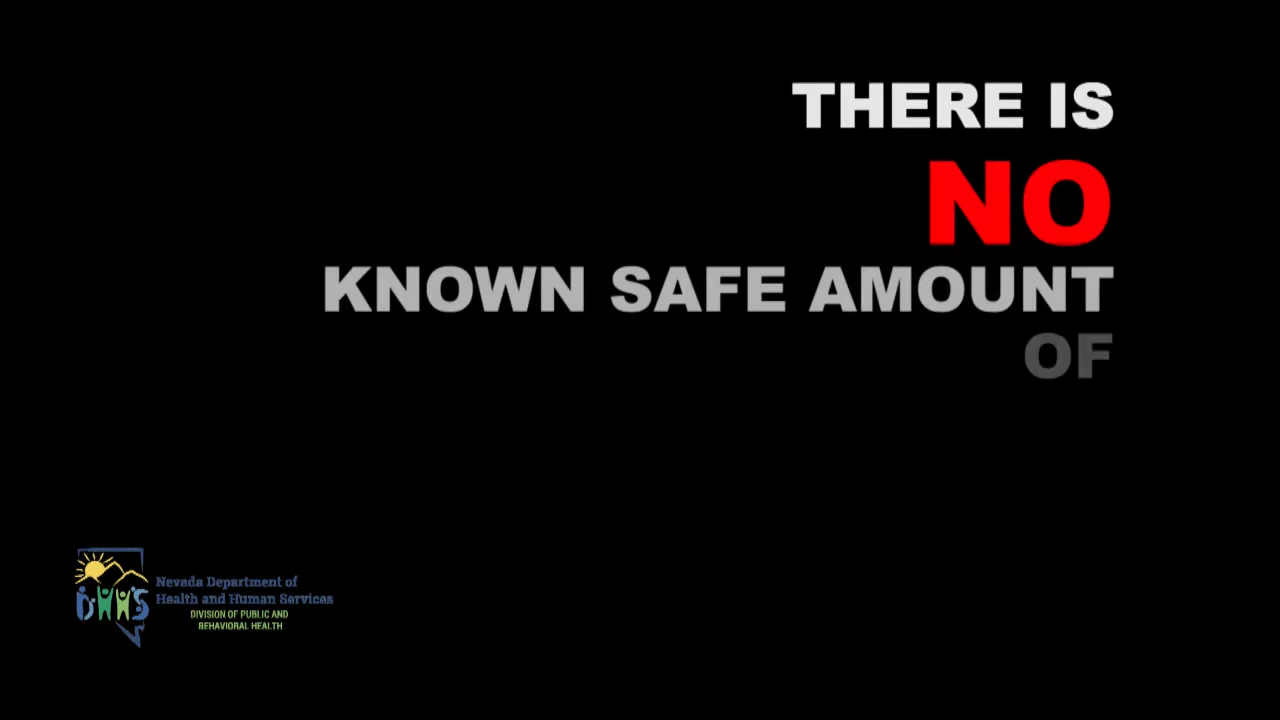 THERE IS
NO
KNOWN SAFE AMOUNT
OF
DHHS
Nevada Department of
Health and Human Services
DIVISION OF PUBLIC AND
BEHAVIORAL HEALTH